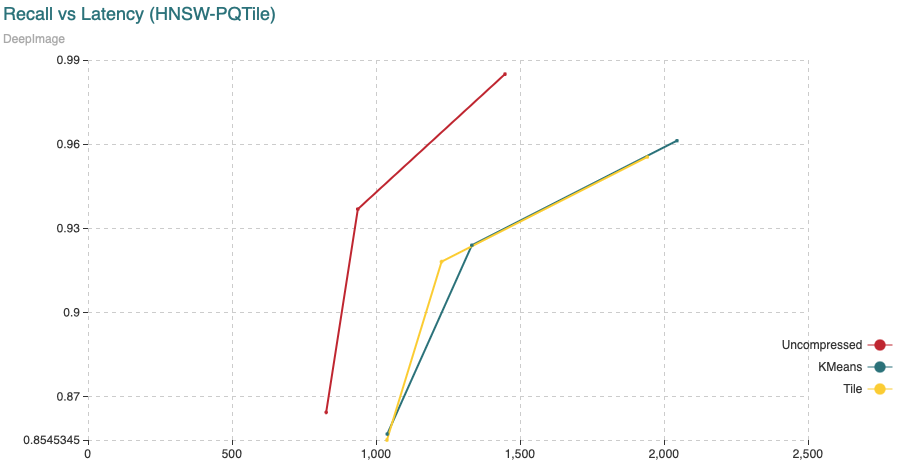 Recall vs Latency (HNSW-PQTile)
DeepImage
0.99
0.96
0.93
0.9
0.87
0.8545345
0 500 1,000 1,500 2,000 2,500
Uncompressed
KMeans
Tile